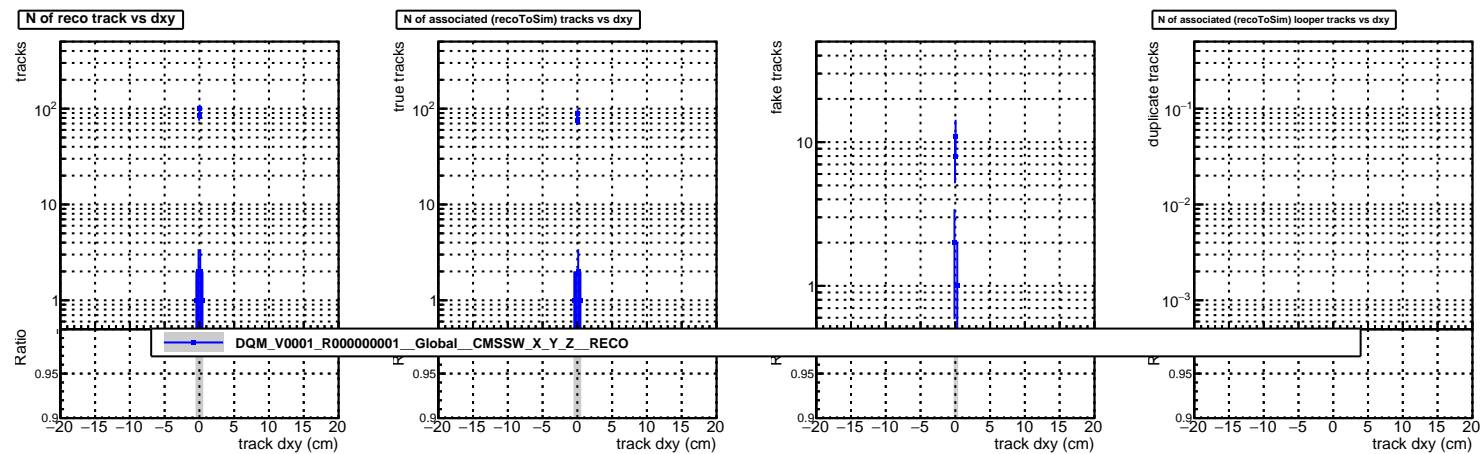 N of reco track vs dxy
tracks
10²
10
1
Ratio
0.95
0.9
−20 −15 −10 −5 0 5 10 15 20
track dxy (cm)
N of associated (recoToSim) tracks vs dxy
true tracks
10²
10
1
0.95
0.9
−20 −15 −10 −5 0 5 10 15 20
track dxy (cm)
fake tracks
10
1
0.95
0.9
−20 −15 −10 −5 0 5 10 15 20
track dxy (cm)
N of associated (recoToSim) looper tracks vs dxy
duplicate tracks
10⁻¹
10⁻²
10⁻³
0.95
0.9
−20 −15 −10 −5 0 5 10 15 20
track dxy (cm)
DQM_V0001_R000000001__Global__CMSSW_X_Y_Z__RECO